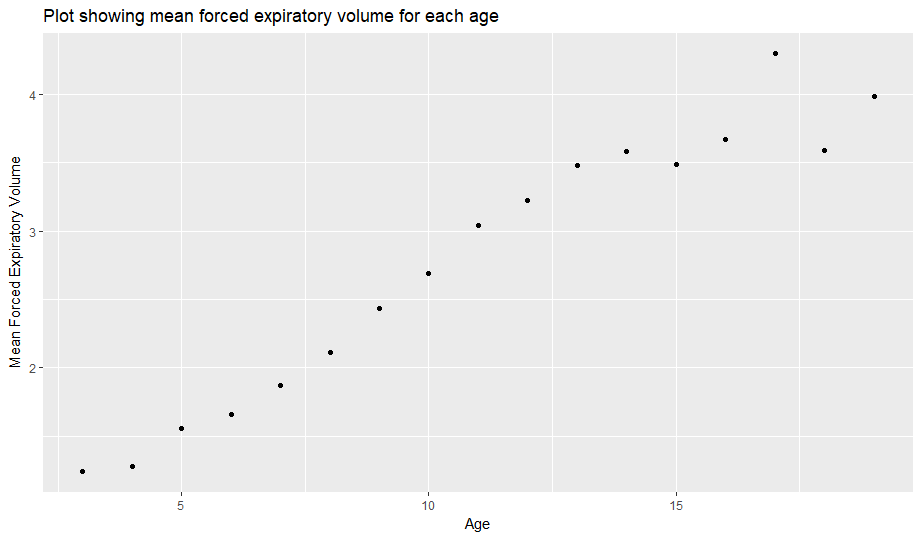 Plot showing mean forced expiratory volume for each age
4
3
2
Mean Forced Expiratory Volume
5 10 15
Age